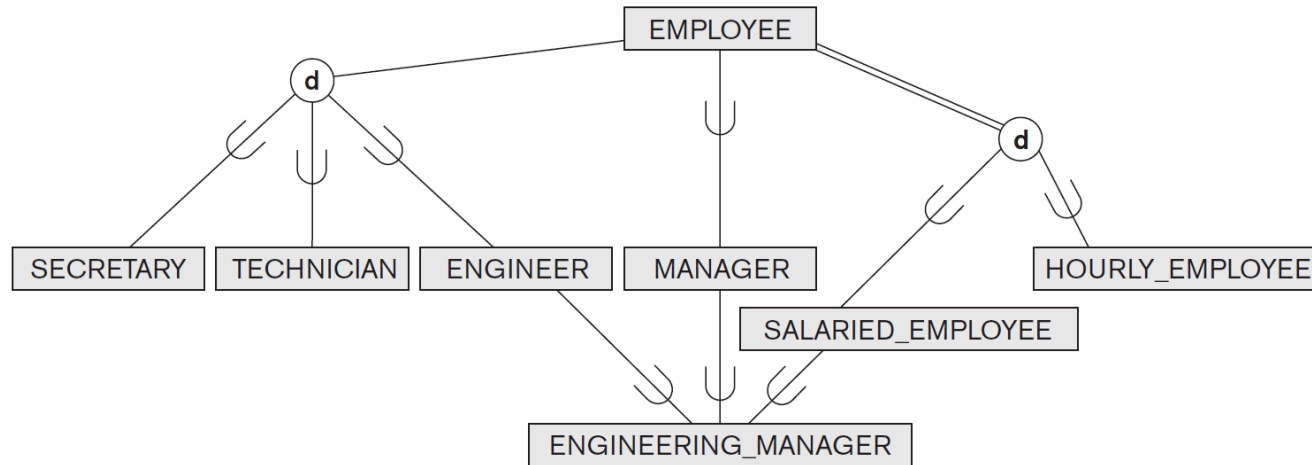 EMPLOYEE
d
d
SECRETARY
TECHNICIAN
ENGINEER
MANAGER
HOURLY_EMPLOYEE
SALARIED_EMPLOYEE
ENGINEERING_MANAGER